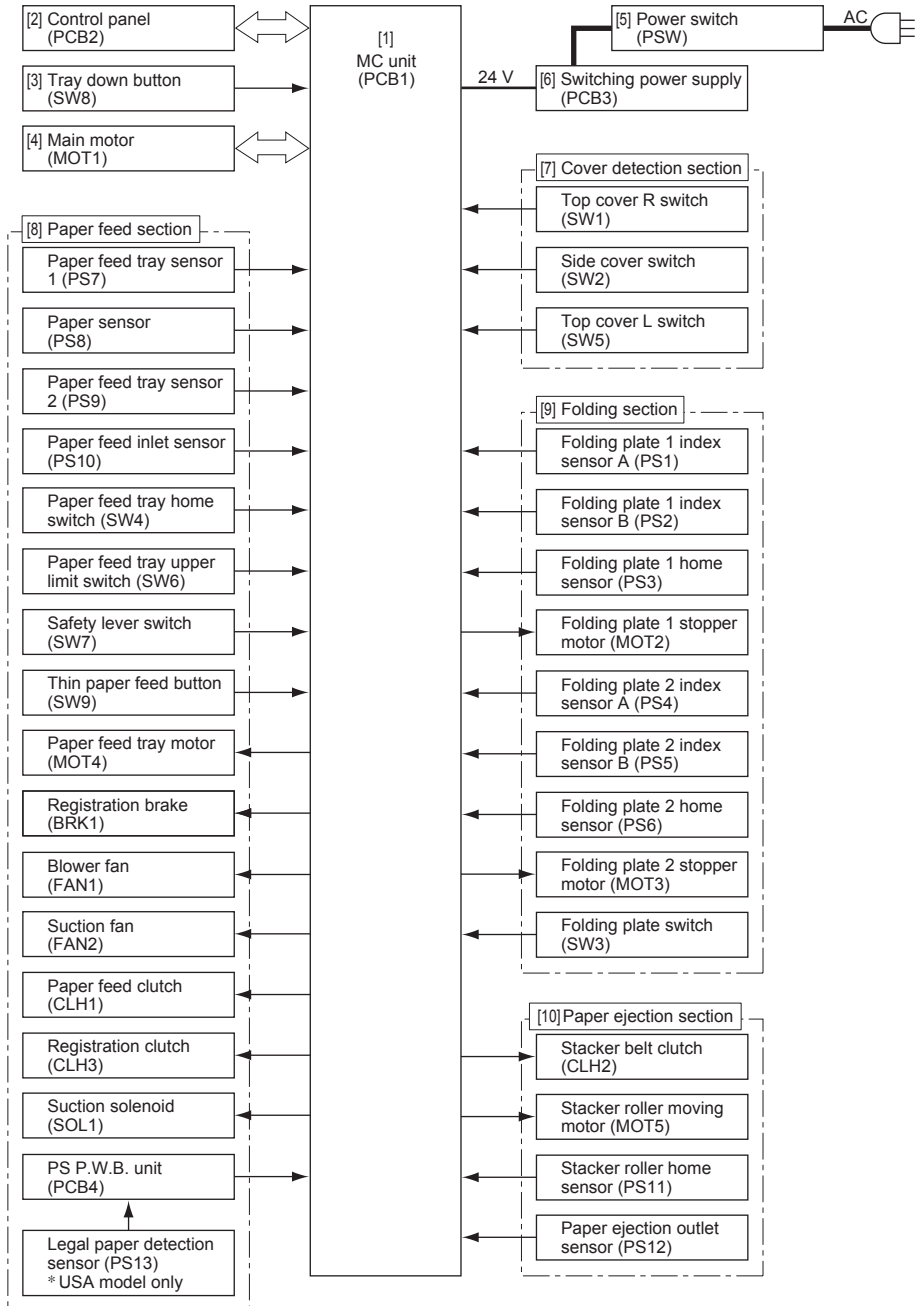 [2] Control panel
(PCB2)
[3] Tray down button
(SW8)
[4] Main motor
(MOT1)
[1]
MC unit
(PCB1)
[5] Power switch
(PSW)
AC
24 V
[6] Switching power supply
(PCB3)
[7] Cover detection section
Top cover R switch
(SW1)
Side cover switch
(SW2)
Top cover L switch
(SW5)
[8] Paper feed section
Paper feed tray sensor
1 (PS7)
Paper sensor
(PS8)
Paper feed tray sensor
2 (PS9)
Paper feed inlet sensor
(PS10)
Paper feed tray home
switch (SW4)
Paper feed tray upper
limit switch (SW6)
Safety lever switch
(SW7)
Thin paper feed button
(SW9)
Paper feed tray motor
(MOT4)
Registration brake
(BRK1)
Blower fan
(FAN1)
Suction fan
(FAN2)
Paper feed clutch
(CLH1)
Registration clutch
(CLH3)
Suction solenoid
(SOL1)
PS P.W.B. unit
(PCB4)
Legal paper detection
sensor (PS13)
* USA model only
[9] Folding section
Folding plate 1 index
sensor A (PS1)
Folding plate 1 index
sensor B (PS2)
Folding plate 1 home
sensor (PS3)
Folding plate 1 stopper
motor (MOT2)
Folding plate 2 index
sensor A (PS4)
Folding plate 2 index
sensor B (PS5)
Folding plate 2 home
sensor (PS6)
Folding plate 2 stopper
motor (MOT3)
Folding plate switch
(SW3)
[10]Paper ejection section
Stacker belt clutch
(CLH2)
Stacker roller moving
motor (MOT5)
Stacker roller home
sensor (PS11)
Paper ejection outlet
sensor (PS12)